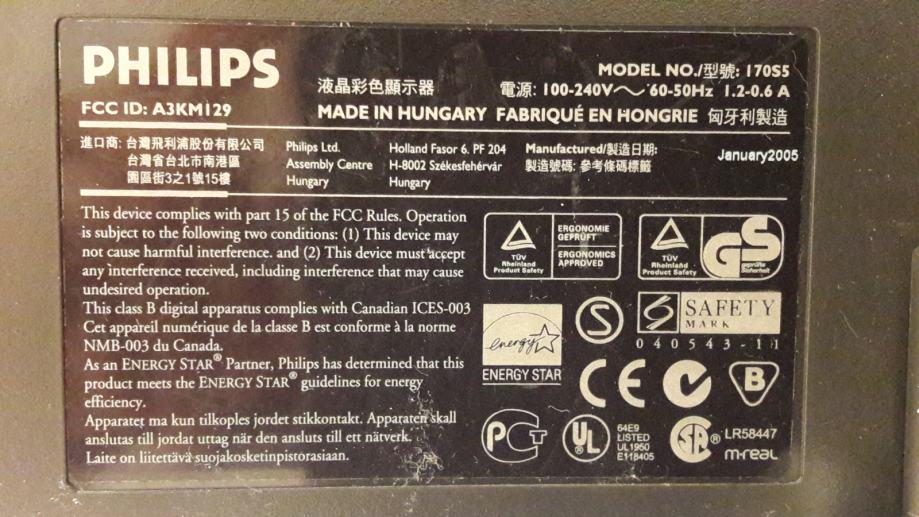 PHILIPS
液晶彩色顯示器
MODEL NO./型號: 170S5
電源: 100-240V～ 60-50Hz 1.2-0.6 A
FCC ID: A3KM129
MADE IN HUNGARY FABRIQUÉ EN HONGRIE 匈牙利製造
進口商: 台灣飛利浦股份有限公司
台灣省台北市南港區
園區街3之1號15樓
Philips Ltd.
Assembly Centre
Hungary
Holland Fasor 6. PF 204
H-8002 Székesfehérvár
Hungary
Manufactured/製造日期:
製造號碼: 參考條碼標籤
January2005
This device complies with part 15 of the FCC Rules. Operation
is subject to the following two conditions: (1) This device may
not cause harmful interference. and (2) This device must accept
any interference received, including interference that may cause
undesired operation.
This class B digital apparatus complies with Canadian ICES-003
Cet appareil numérique de la classe B est conforme à la norme
NMB-003 du Canada.
As an ENERGY STAR® Partner, Philips has determined that this
product meets the ENERGY STAR® guidelines for energy
efficiency.
Apparatet ma kun tilkoples jordet stikkontakt. Apparaten skall
anslutas till jordat uttag när den ansluts till ett nätverk.
Laite on liitettävä suojakosketinpistorasiaan.
TÜV
Rheinland
Product Safety
ERGONOMIE
GEPRÜFT
ERGONOMICS
APPROVED
TÜV
Rheinland
Product Safety
GS
geprüfte
Sicherheit
energy
ENERGY STAR
S
SAFETY
MARK
040543-11
CE
B
PCT
UL
64E9
LISTED
UL1950
E118405
SA ®
LR58447
m-real